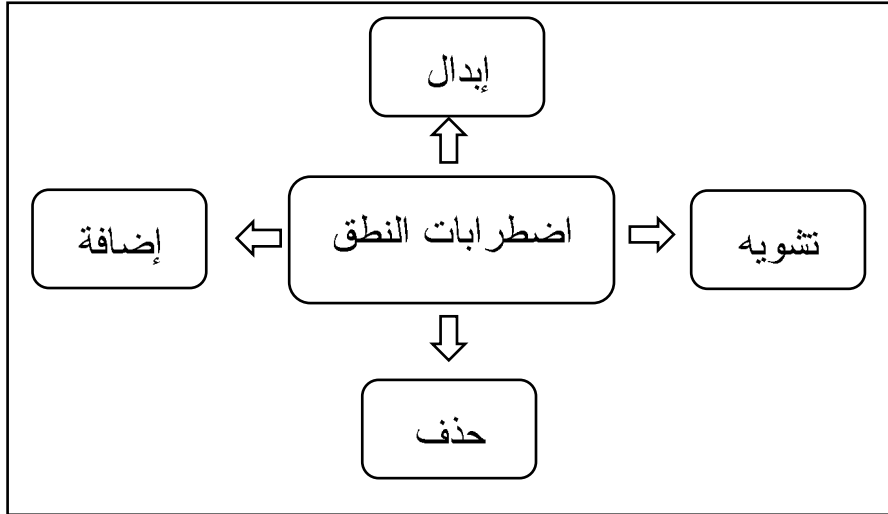 إبدال
اضطرابات النطق
تشويه
إضافة
حذف